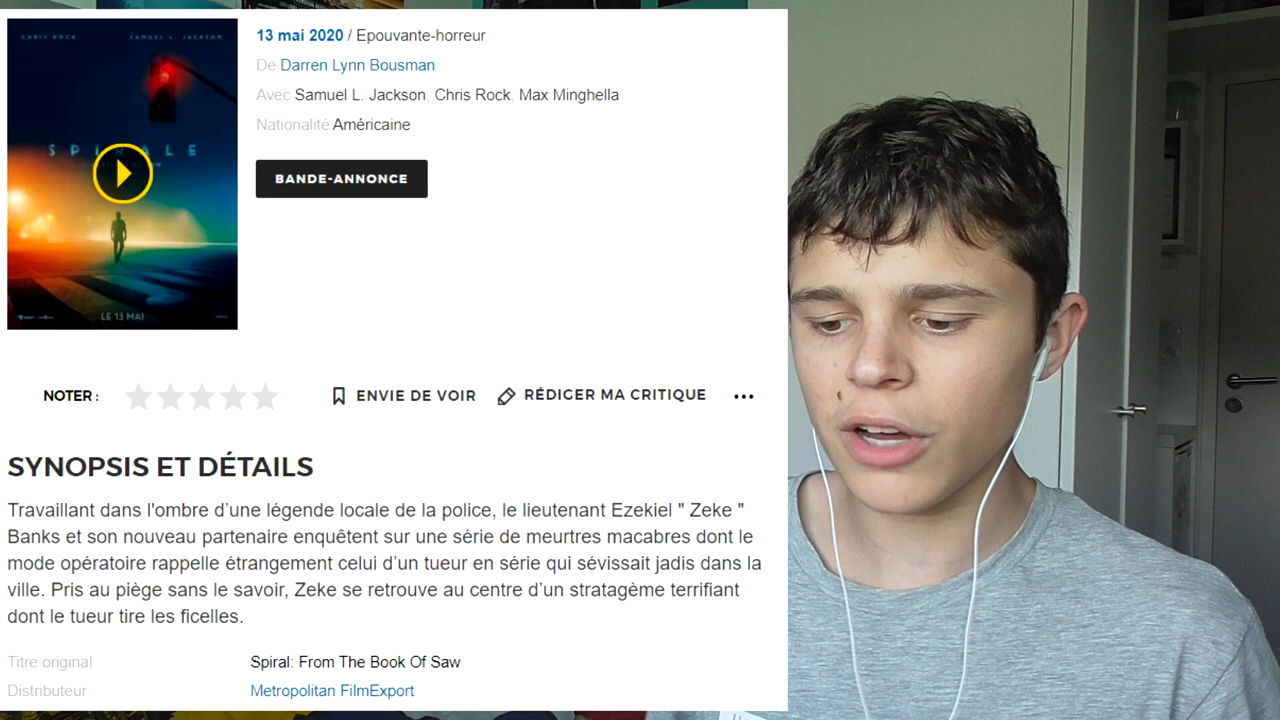 CHRIS ROCK SAMUEL L. JACKSON
SPIRALE
LE 13 MAI
13 mai 2020 / Epouvante-horreur
De Darren Lynn Bousman
Avec Samuel L. Jackson, Chris Rock, Max Minghella
Nationalité Américaine
BANDE-ANNONCE
NOTER :
ENVIE DE VOIR
RÉDIGER MA CRITIQUE
SYNOPSIS ET DÉTAILS
Travaillant dans l'ombre d’une légende locale de la police, le lieutenant Ezekiel " Zeke "
Banks et son nouveau partenaire enquêtent sur une série de meurtres macabres dont le
mode opératoire rappelle étrangement celui d’un tueur en série qui sévissait jadis dans la
ville. Pris au piège sans le savoir, Zeke se retrouve au centre d’un stratagème terrifiant
dont le tueur tire les ficelles.
Titre original Spiral: From The Book Of Saw
Distributeur Metropolitan FilmExport